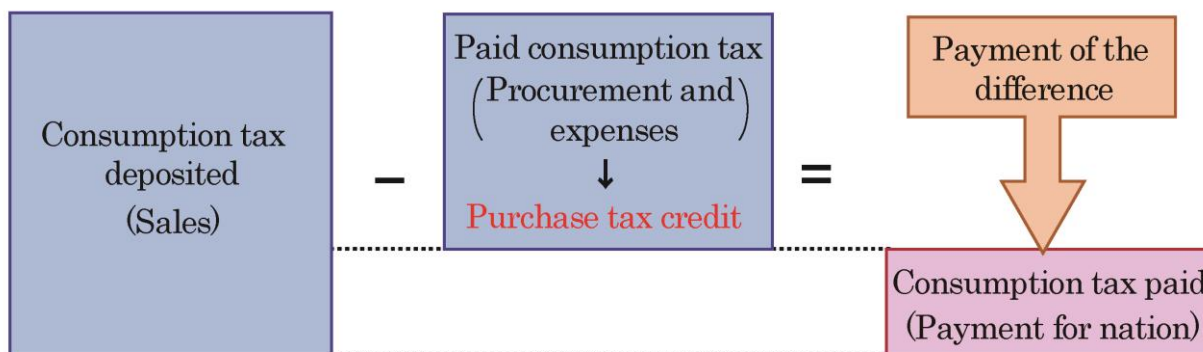 Consumption tax
deposited
(Sales)
−
Paid consumption tax
(Procurement and
expenses)
↓
Purchase tax credit
=
Payment of the
difference
Consumption tax paid
(Payment for nation)